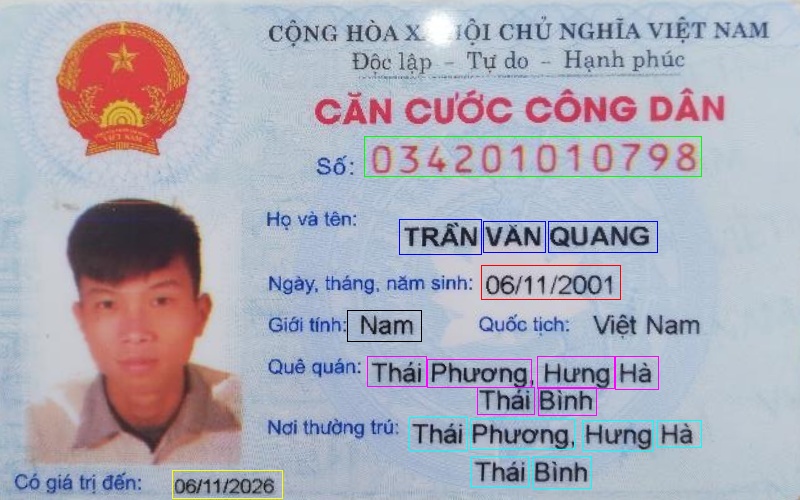 CỘNG HÒA XÃ HỘI CHỦ NGHĨA VIỆT NAM
Độc lập - Tự do - Hạnh phúc
CĂN CƯỚC CÔNG DÂN
Số: 034201010798
Họ và tên: TRẦN VĂN QUANG
Ngày, tháng, năm sinh: 06/11/2001
Giới tính: Nam Quốc tịch: Việt Nam
Quê quán: Thái Phương, Hưng Hà
Thái Bình
Nơi thường trú: Thái Phương, Hưng Hà
Thái Bình
Có giá trị đến: 06/11/2026